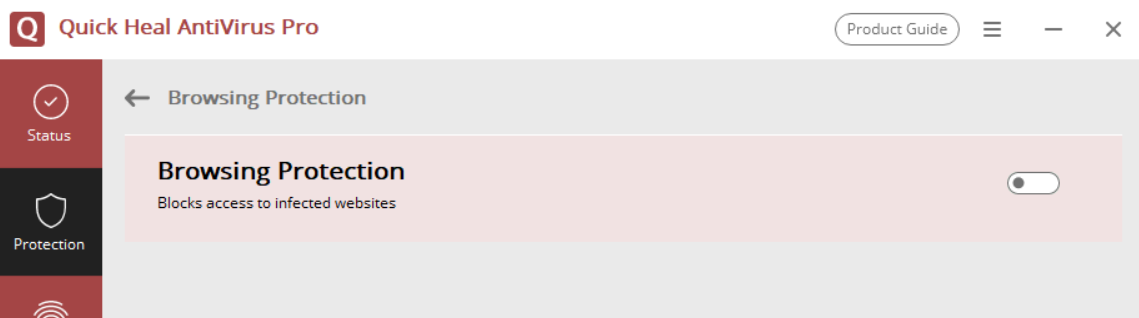 Q Quick Heal AntiVirus Pro
Product Guide
Status
Protection
Browsing Protection
Browsing Protection
Blocks access to infected websites